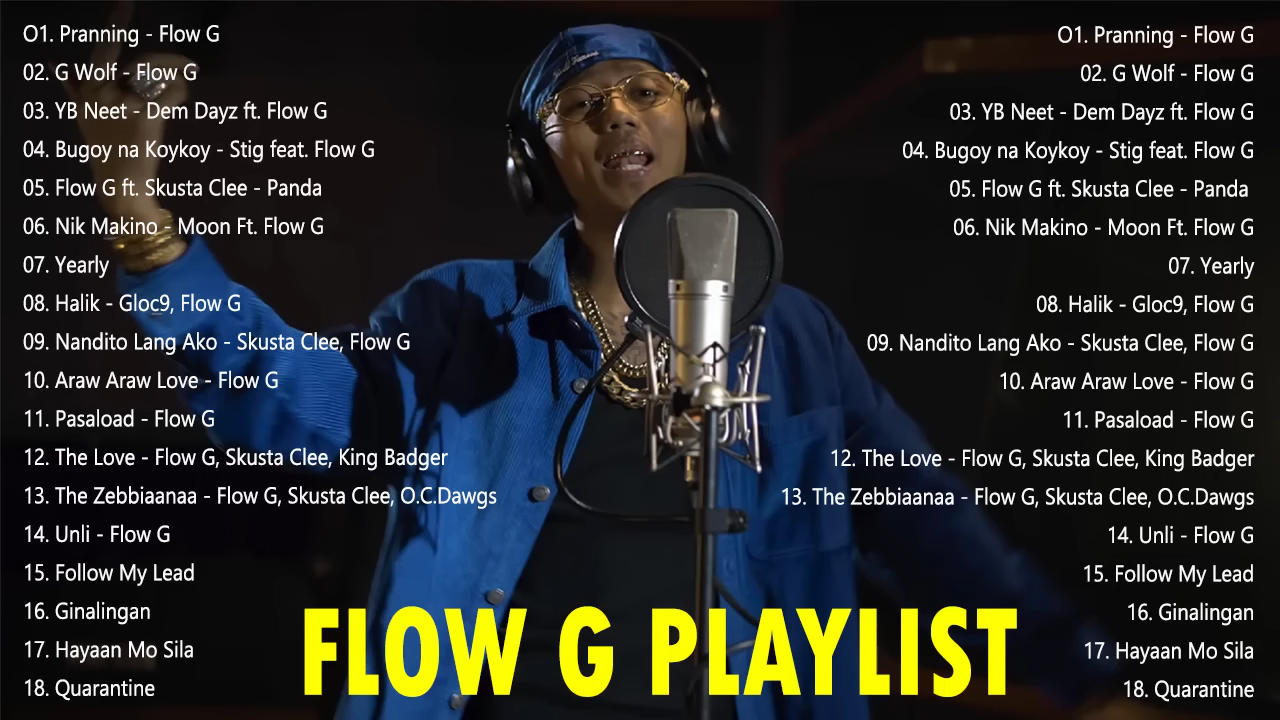 O1. Pranning - Flow G
02. G Wolf - Flow G
03. YB Neet - Dem Dayz ft. Flow G
04. Bugoy na Koykoy - Stig feat. Flow G
05. Flow G ft. Skusta Clee - Panda
06. Nik Makino - Moon Ft. Flow G
07. Yearly
08. Halik - Gloc9, Flow G
09. Nandito Lang Ako - Skusta Clee, Flow G
10. Araw Araw Love - Flow G
11. Pasaload - Flow G
12. The Love - Flow G, Skusta Clee, King Badger
13. The Zebbiaanaa - Flow G, Skusta Clee, O.C.Dawgs
14. Unli - Flow G
15. Follow My Lead
16. Ginalingan
17. Hayaan Mo Sila
18. Quarantine
O1. Pranning - Flow G
02. G Wolf - Flow G
03. YB Neet - Dem Dayz ft. Flow G
04. Bugoy na Koykoy - Stig feat. Flow G
05. Flow G ft. Skusta Clee - Panda
06. Nik Makino - Moon Ft. Flow G
07. Yearly
08. Halik - Gloc9, Flow G
09. Nandito Lang Ako - Skusta Clee, Flow G
10. Araw Araw Love - Flow G
11. Pasaload - Flow G
12. The Love - Flow G, Skusta Clee, King Badger
13. The Zebbiaanaa - Flow G, Skusta Clee, O.C.Dawgs
14. Unli - Flow G
15. Follow My Lead
16. Ginalingan
17. Hayaan Mo Sila
18. Quarantine
FLOW G PLAYLIST